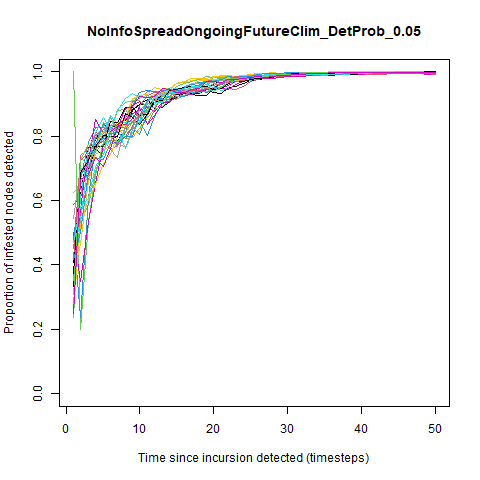 NoInfoSpreadOngoingFutureClim_DetProb_0.05
Proportion of infested nodes detected
1.0
0.8
0.6
0.4
0.2
0.0
0 10 20 30 40 50
Time since incursion detected (timesteps)